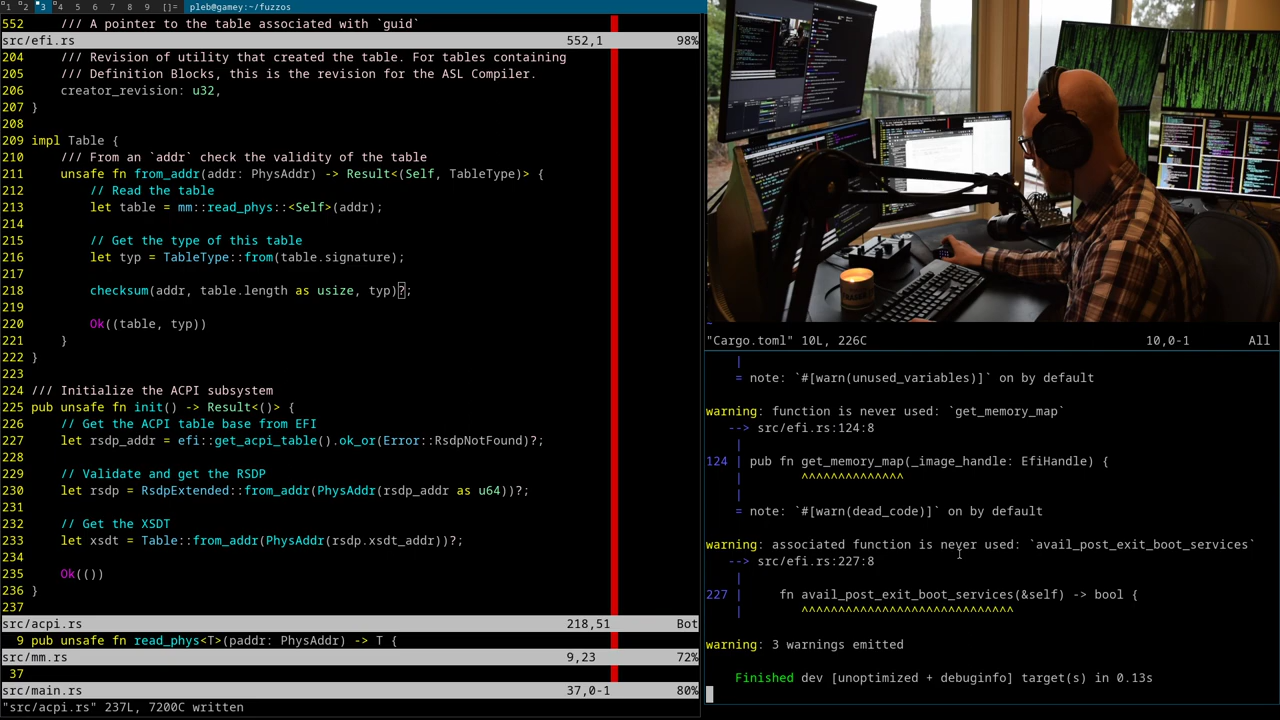 1 2 3 4 5 6 7 8 9 []= pleb@gamey:~/fuzzos
552 /// A pointer to the table associated with `guid`
src/efi.rs 552,1 98%
204 /// Revision of utility that created the table. For tables containing
205 /// Definition Blocks, this is the revision for the ASL Compiler.
206 creator_revision: u32,
207 }
208
209 impl Table {
210 /// From an `addr` check the validity of the table
211 unsafe fn from_addr(addr: PhysAddr) -> Result<(Self, TableType)> {
212 // Read the table
213 let table = mm::read_phys::<Self>(addr);
214
215 // Get the type of this table
216 let typ = TableType::from(table.signature);
217
218 checksum(addr, table.length as usize, typ)?;
219
220 Ok((table, typ))
221 }
222 }
223
224 /// Initialize the ACPI subsystem
225 pub unsafe fn init() -> Result<()> {
226 // Get the ACPI table base from EFI
227 let rsdp_addr = efi::get_acpi_table().ok_or(Error::RsdpNotFound)?;
228
229 // Validate and get the RSDP
230 let rsdp = RsdpExtended::from_addr(PhysAddr(rsdp_addr as u64))?;
231
232 // Get the XSDT
233 let xsdt = Table::from_addr(PhysAddr(rsdp.xsdt_addr))?;
234
235 Ok(())
236 }
237
src/acpi.rs 218,51 Bot
9 pub unsafe fn read_phys<T>(paddr: PhysAddr) -> T {
src/mm.rs 9,23 72%
37
src/main.rs 37,0-1 80%
"src/acpi.rs" 237L, 7200C written
~
"Cargo.toml" 10L, 226C 10,0-1 All
|
= note: `#[warn(unused_variables)]` on by default
warning: function is never used: `get_memory_map`
--> src/efi.rs:124:8
|
124 | pub fn get_memory_map(_image_handle: EfiHandle) {
| ^^^^^^^^^^^^^^
|
= note: `#[warn(dead_code)]` on by default
warning: associated function is never used: `avail_post_exit_boot_services`
--> src/efi.rs:227:8
|
227 | fn avail_post_exit_boot_services(&self) -> bool {
| ^^^^^^^^^^^^^^^^^^^^^^^^^^^^^
warning: 3 warnings emitted
Finished dev [unoptimized + debuginfo] target(s) in 0.13s